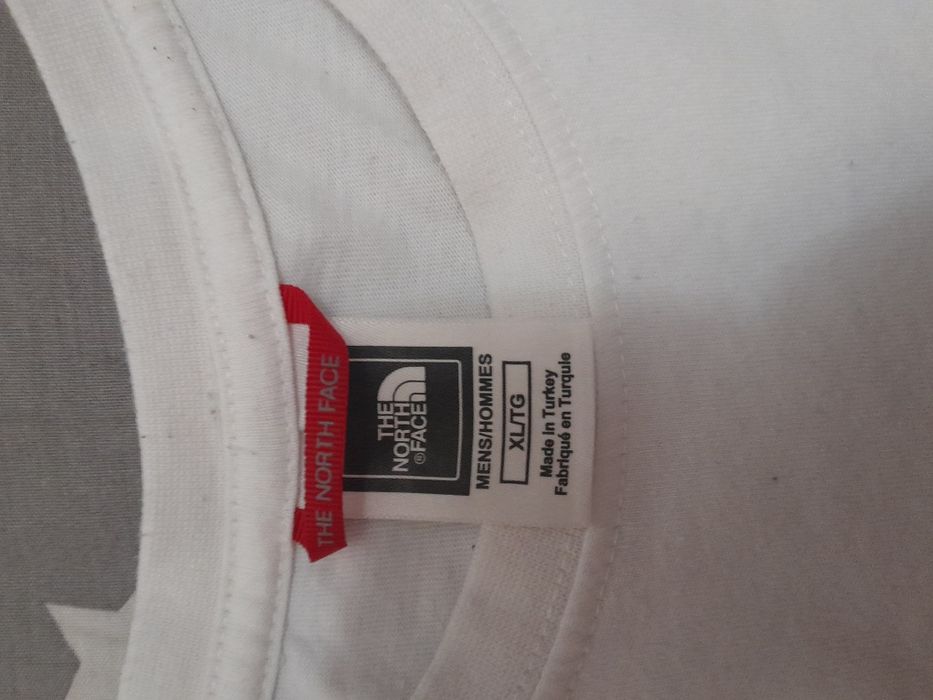 THE NORTH FACE
THE
NORTH
®FACE
MENS/HOMMES
XL/TG
Made in Turkey
Fabriqué en Turquie